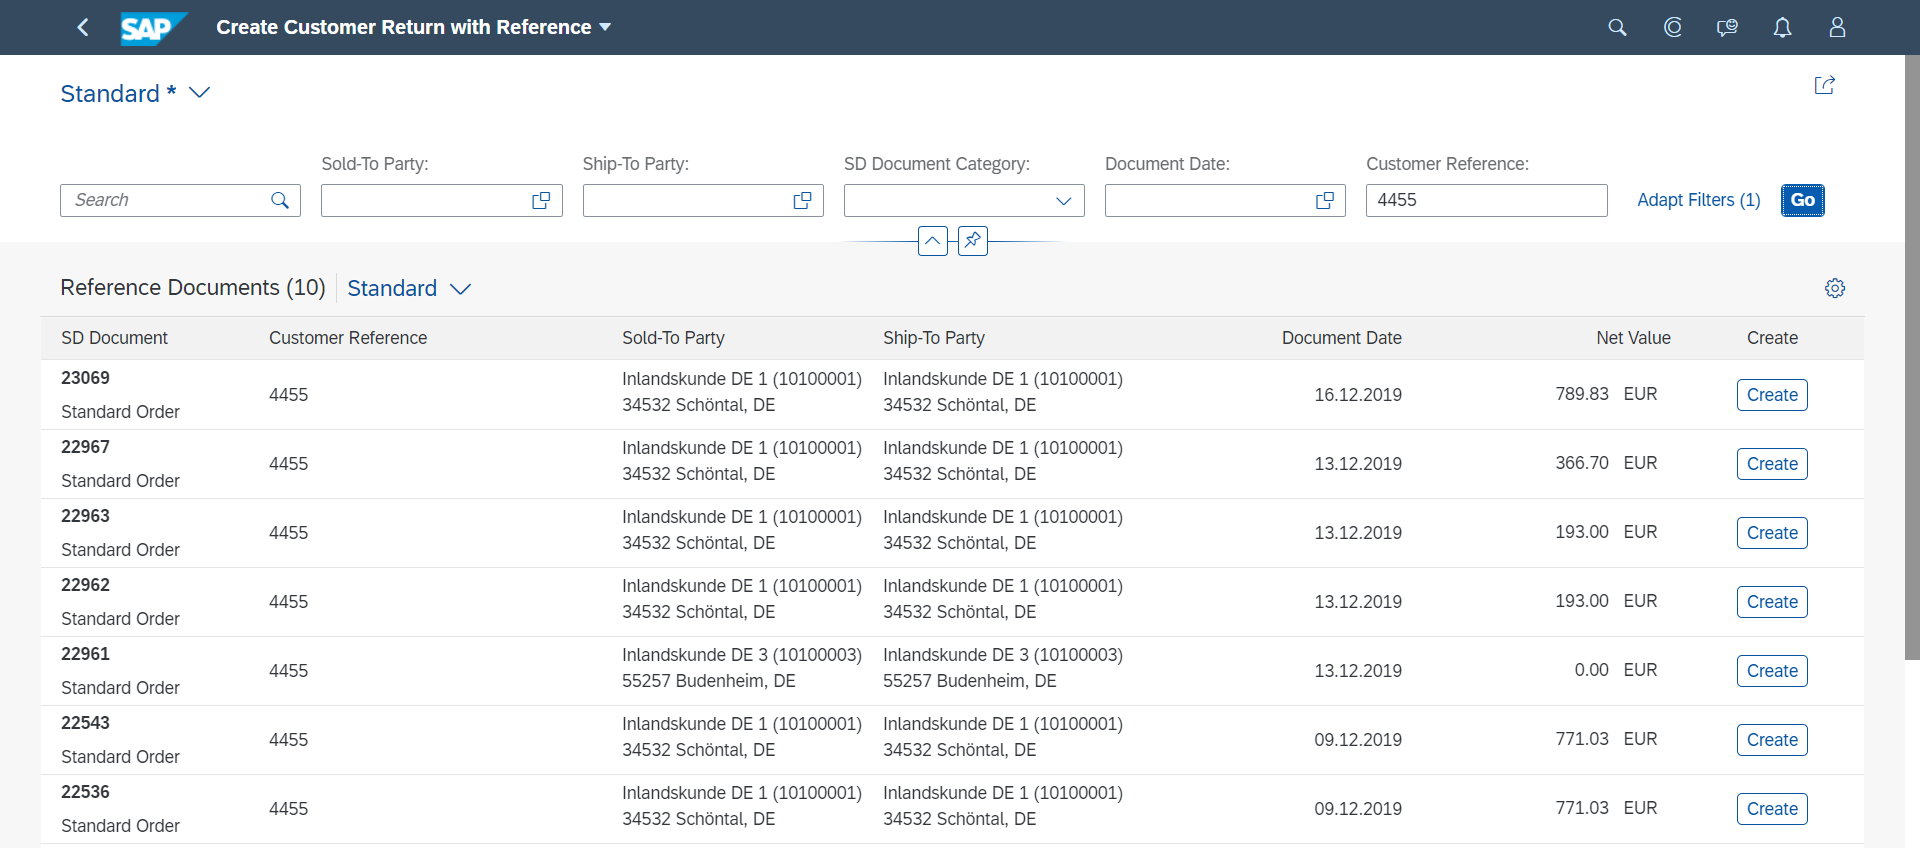 SAP Create Customer Return with Reference
Standard *
Sold-To Party: Ship-To Party: SD Document Category: Document Date: Customer Reference:
Search 4455 Adapt Filters (1) Go
Reference Documents (10) Standard
SD Document Customer Reference Sold-To Party Ship-To Party Document Date Net Value Create
23069 Inlandskunde DE 1 (10100001) Inlandskunde DE 1 (10100001)
4455 16.12.2019 789.83 EUR Create
Standard Order 34532 Schöntal, DE 34532 Schöntal, DE
22967 Inlandskunde DE 1 (10100001) Inlandskunde DE 1 (10100001)
4455 13.12.2019 366.70 EUR Create
Standard Order 34532 Schöntal, DE 34532 Schöntal, DE
22963 Inlandskunde DE 1 (10100001) Inlandskunde DE 1 (10100001)
4455 13.12.2019 193.00 EUR Create
Standard Order 34532 Schöntal, DE 34532 Schöntal, DE
22962 Inlandskunde DE 1 (10100001) Inlandskunde DE 1 (10100001)
4455 13.12.2019 193.00 EUR Create
Standard Order 34532 Schöntal, DE 34532 Schöntal, DE
22961 Inlandskunde DE 3 (10100003) Inlandskunde DE 3 (10100003)
4455 13.12.2019 0.00 EUR Create
Standard Order 55257 Budenheim, DE 55257 Budenheim, DE
22543 Inlandskunde DE 1 (10100001) Inlandskunde DE 1 (10100001)
4455 09.12.2019 771.03 EUR Create
Standard Order 34532 Schöntal, DE 34532 Schöntal, DE
22536 Inlandskunde DE 1 (10100001) Inlandskunde DE 1 (10100001)
4455 09.12.2019 771.03 EUR Create
Standard Order 34532 Schöntal, DE 34532 Schöntal, DE